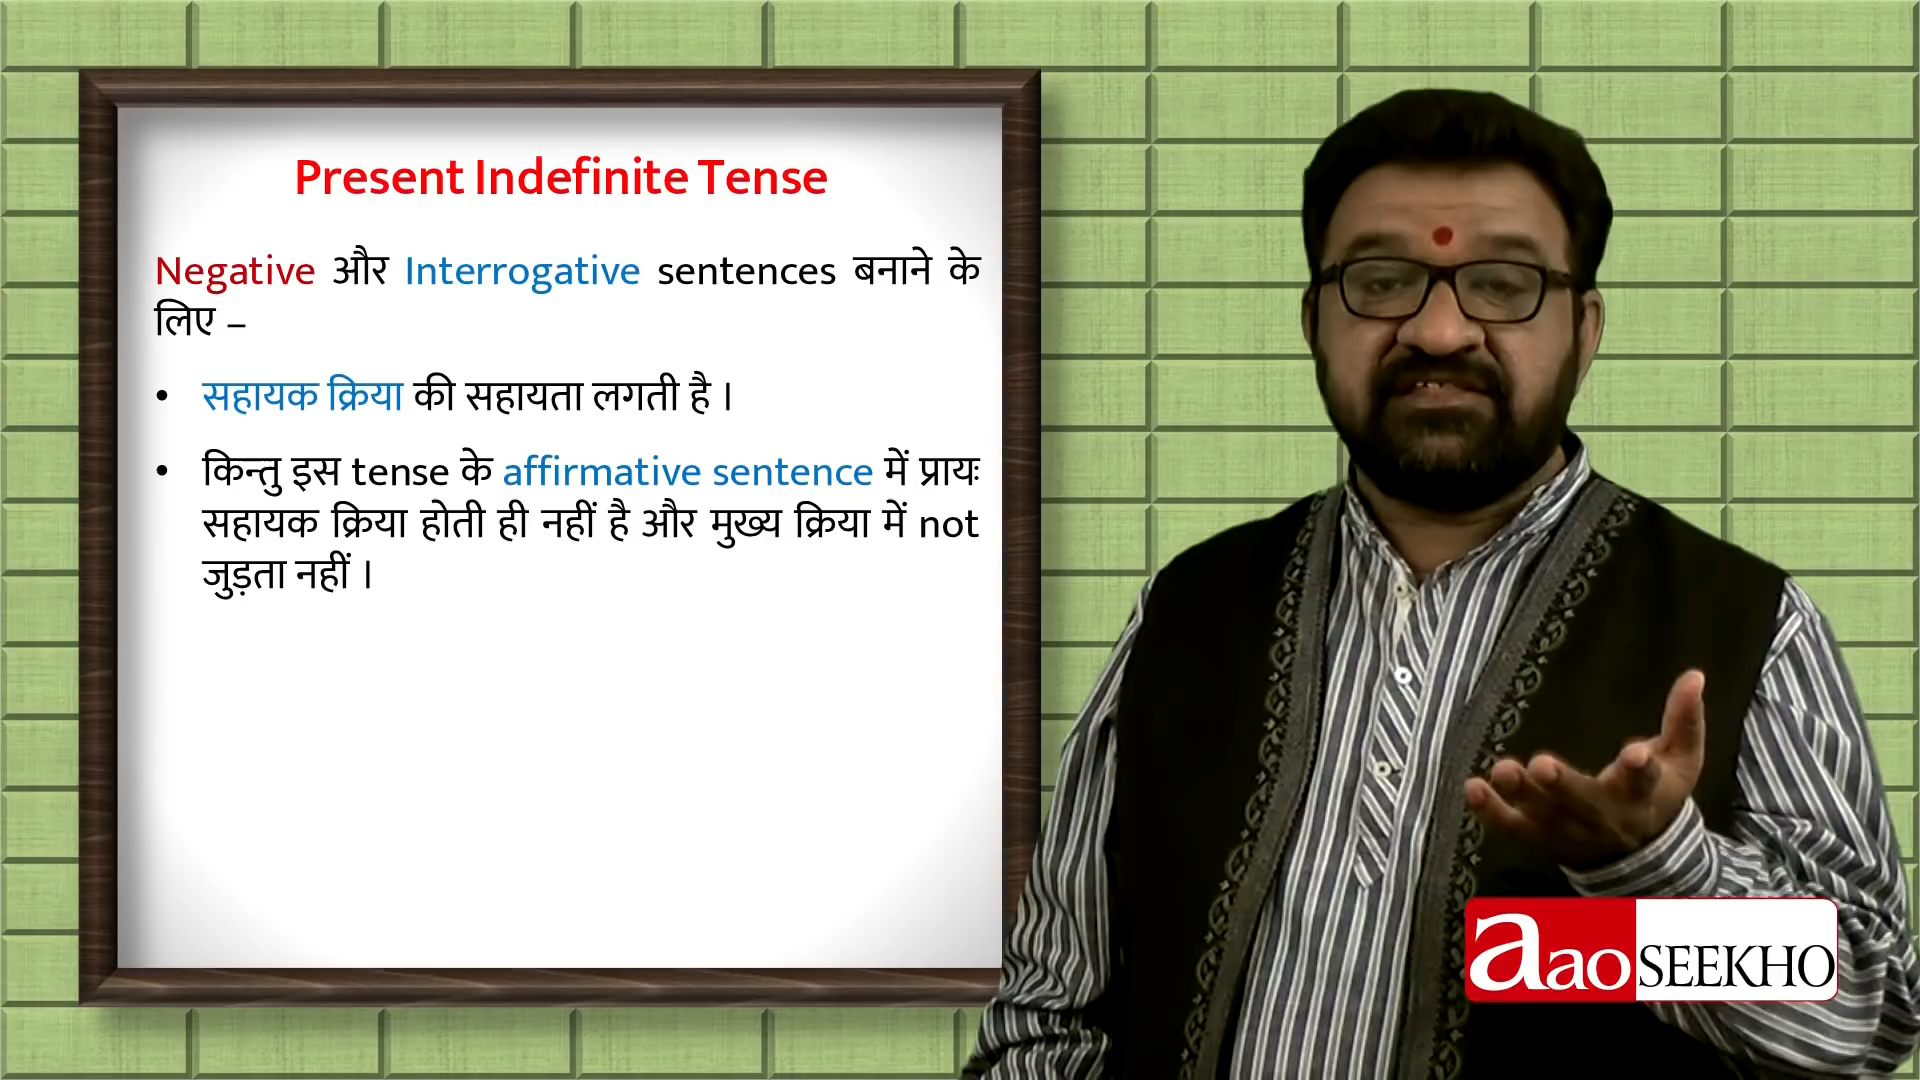 Present Indefinite Tense
Negative और Interrogative sentences बनाने के
लिए –
• सहायक क्रिया की सहायता लगती है ।
• किन्तु इस tense के affirmative sentence में प्रायः
सहायक क्रिया होती ही नहीं है और मुख्य क्रिया में not
जुड़ता नहीं ।
aao SEEKHO